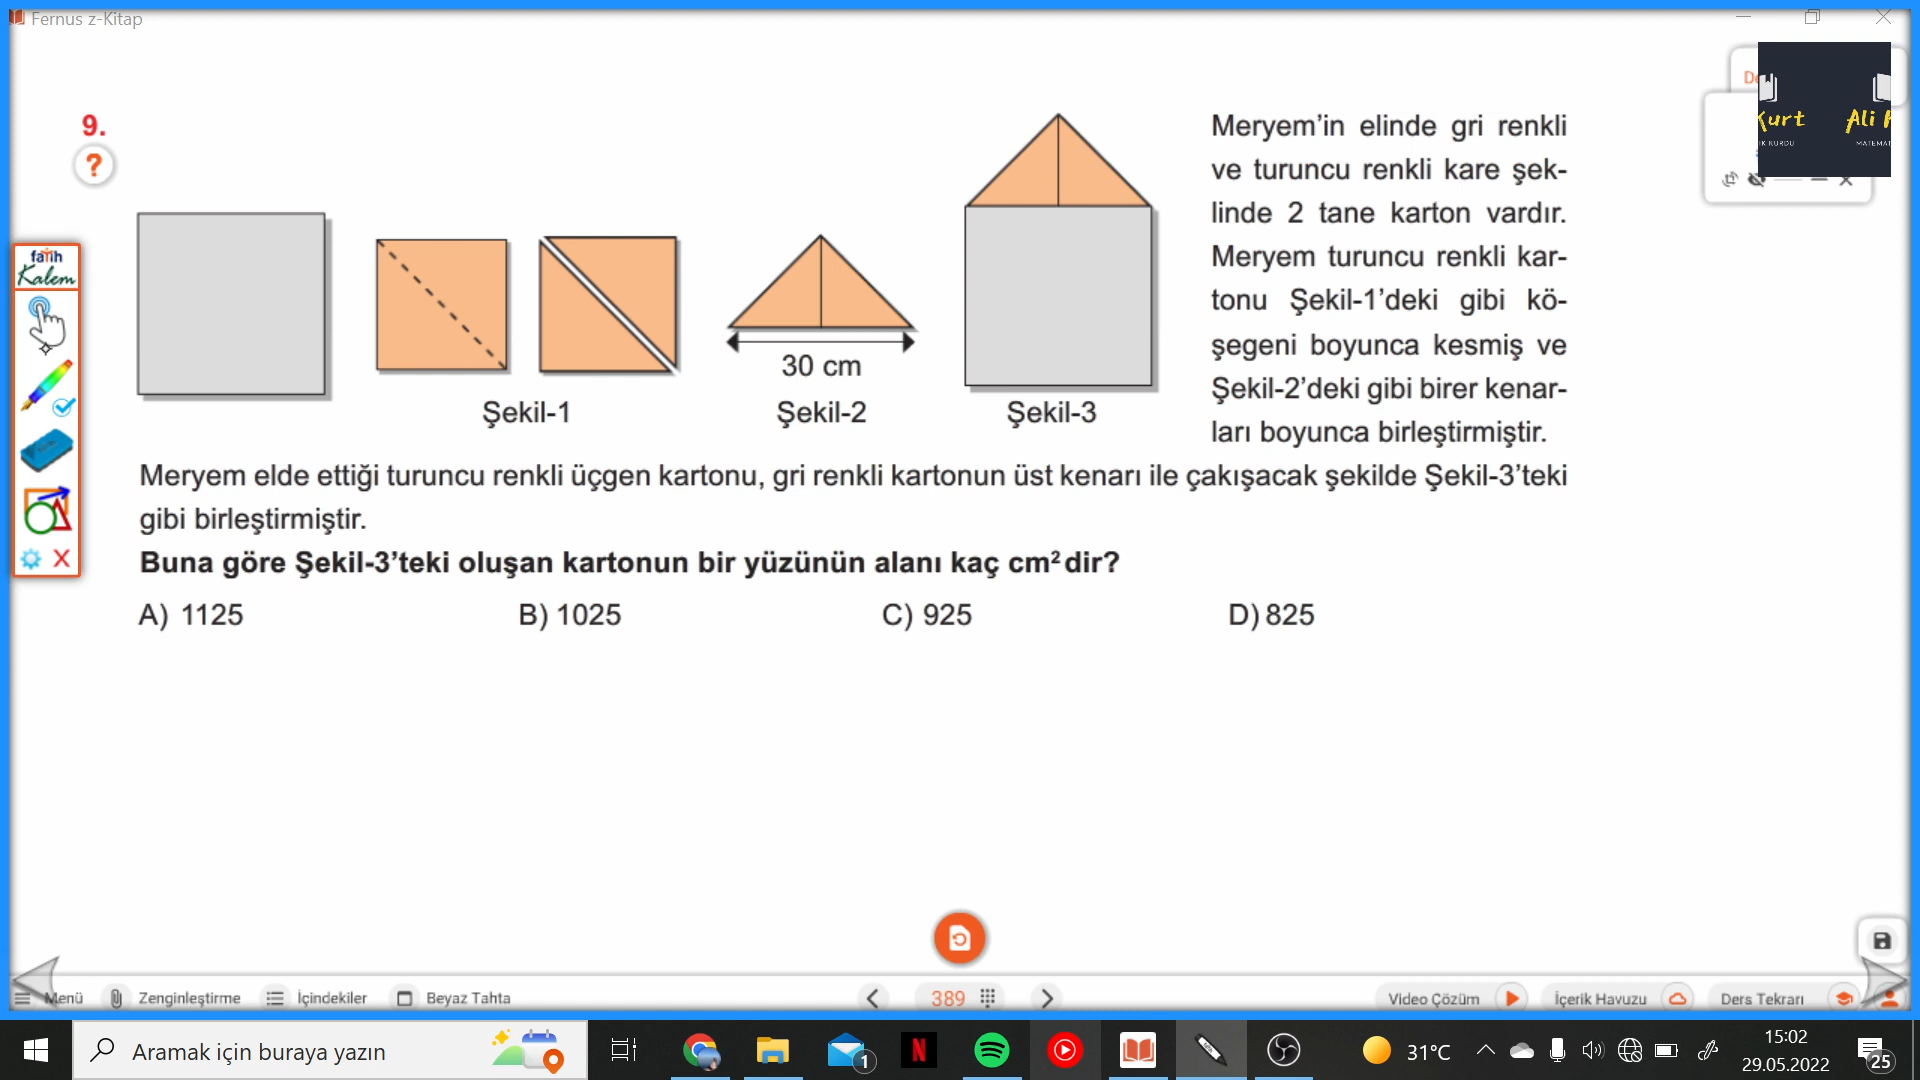 Fernus z-Kitap
9.
?
Meryem'in elinde gri renkli
ve turuncu renkli kare şek-
linde 2 tane karton vardır.
Meryem turuncu renkli kar-
tonu Şekil-1'deki gibi kö-
şegeni boyunca kesmiş ve
Şekil-2'deki gibi birer kenar-
ları boyunca birleştirmiştir.
30 cm
Şekil-1
Şekil-2
Şekil-3
Meryem elde ettiği turuncu renkli üçgen kartonu, gri renkli kartonun üst kenarı ile çakışacak şekilde Şekil-3'teki
gibi birleştirmiştir.
Buna göre Şekil-3'teki oluşan kartonun bir yüzünün alanı kaç cm² dir?
A) 1125
B) 1025
C) 925
D) 825
fatih
Kalem
Kurt
Ali
Menü
Zenginleştirme
İçindekiler
Beyaz Tahta
389
Video Çözüm
İçerik Havuzu
Ders Tekrarı
Aramak için buraya yazın
1
N
31°C
15:02
29.05.2022
25